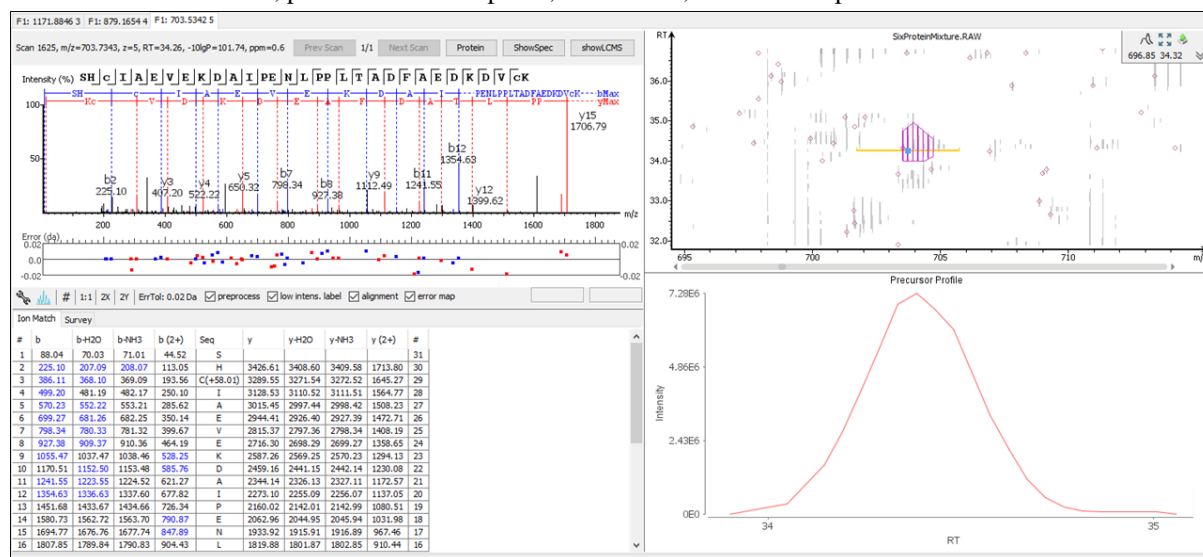 F1: 1171.8846 3 F1: 879.1654 4 F1: 703.5342 5
Scan 1625, m/z=703.7343, z=5, RT=34.26, -10lgP=101.74, ppm=0.6 Prev Scan 1/1 Next Scan Protein ShowSpec showLCMS
Intensity (%) SH c I A E V E K D A I P E N L P P L T A D F A E D K D V c K
SH c I A E V E K D A I PENLPPLTADFAEDKDVcK bMax
Kc V D K D E A F D A T L PP yMax
100
50
b2
225.10
y3
407.20
y4
522.22
y5
650.32
b7
798.34
b8
927.38
y9
1112.49
b11
1241.55
b12
1354.63
y12
1399.62
y15
1706.79
200 400 600 800 1000 1200 1400 1600 1800 m/z
Error (da)
0.02 0.02
0.0
-0.02 -0.02
# 1:1 2X 2Y ErrTol: 0.02 Da preprocess low intens. label alignment error map
Ion Match Survey
# b b-H2O b-NH3 b (2+) Seq y y-H2O y-NH3 y (2+) #
1 88.04 70.03 71.01 44.52 S 31
2 225.10 207.09 208.07 113.05 H 3426.61 3408.60 3409.58 1713.80 30
3 386.11 368.10 369.09 193.56 C(+58.01) 3289.55 3271.54 3272.52 1645.27 29
4 499.20 481.19 482.17 250.10 I 3128.53 3110.52 3111.51 1564.77 28
5 570.23 552.22 553.21 285.62 A 3015.45 2997.44 2998.42 1508.23 27
6 699.27 681.26 682.25 350.14 E 2944.41 2926.40 2927.39 1472.71 26
7 798.34 780.33 781.32 399.67 V 2815.37 2797.36 2798.34 1408.19 25
8 927.38 909.37 910.36 464.19 E 2716.30 2698.29 2699.27 1358.65 24
9 1055.47 1037.47 1038.46 528.25 K 2587.26 2569.25 2570.23 1294.13 23
10 1170.51 1152.50 1153.48 585.76 D 2459.16 2441.15 2442.14 1230.08 22
11 1241.55 1223.55 1224.52 621.27 A 2344.14 2326.13 2327.11 1172.57 21
12 1354.63 1336.63 1337.60 677.82 I 2273.10 2255.09 2256.07 1137.05 20
13 1451.68 1433.67 1434.66 726.34 P 2160.02 2142.01 2142.99 1080.51 19
14 1580.73 1562.72 1563.70 790.87 E 2062.96 2044.95 2045.94 1031.98 18
15 1694.77 1676.76 1677.74 847.89 N 1933.92 1915.91 1916.89 967.46 17
16 1807.85 1789.84 1790.83 904.43 L 1819.88 1801.87 1802.85 910.44 16
RT
SixProteinMixture.RAW
696.85 34.32
36.0
35.0
34.0
33.0
32.0
695 700 705 710
Precursor Profile
7.28E6
4.86E6
2.43E6
0E0
Intensity
34 35
RT